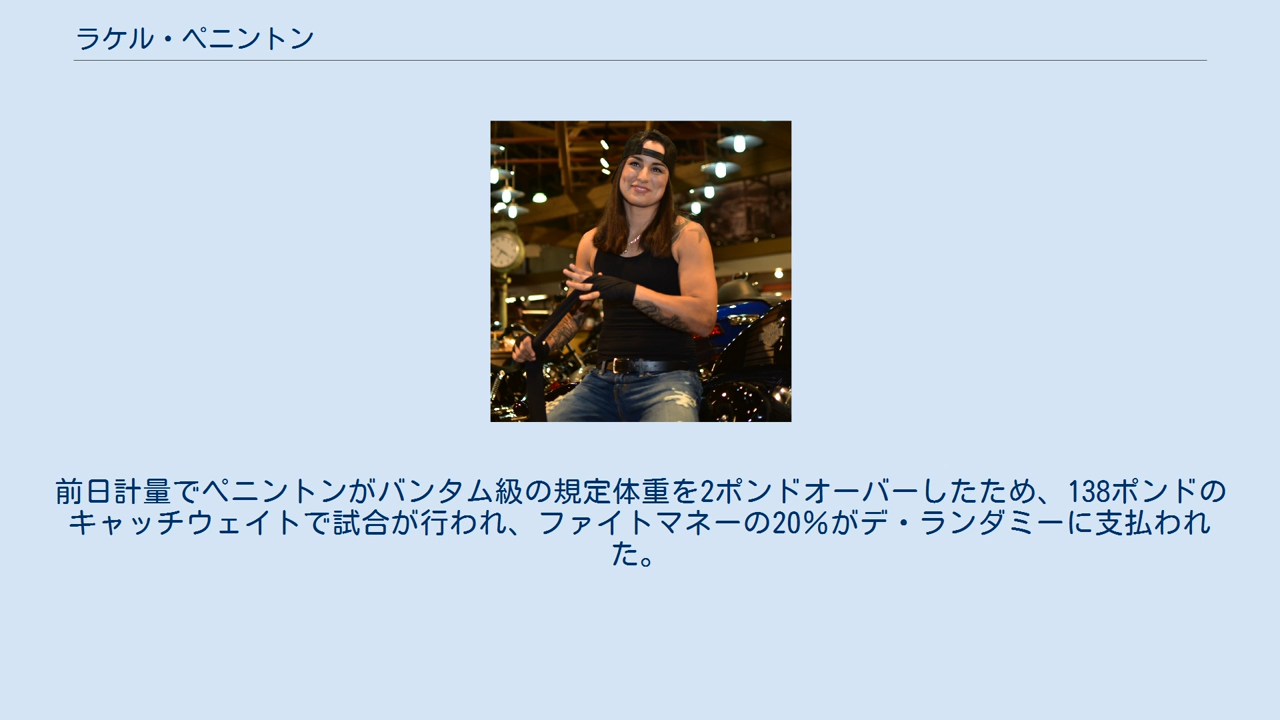 ラケル・ペニントン
前日計量でペニントンがバンタム級の規定体重を2ポンドオーバーしたため、138ポンドの
キャッチウェイトで試合が行われ、ファイトマネーの20%がデ・ランダミーに支払われ
た。